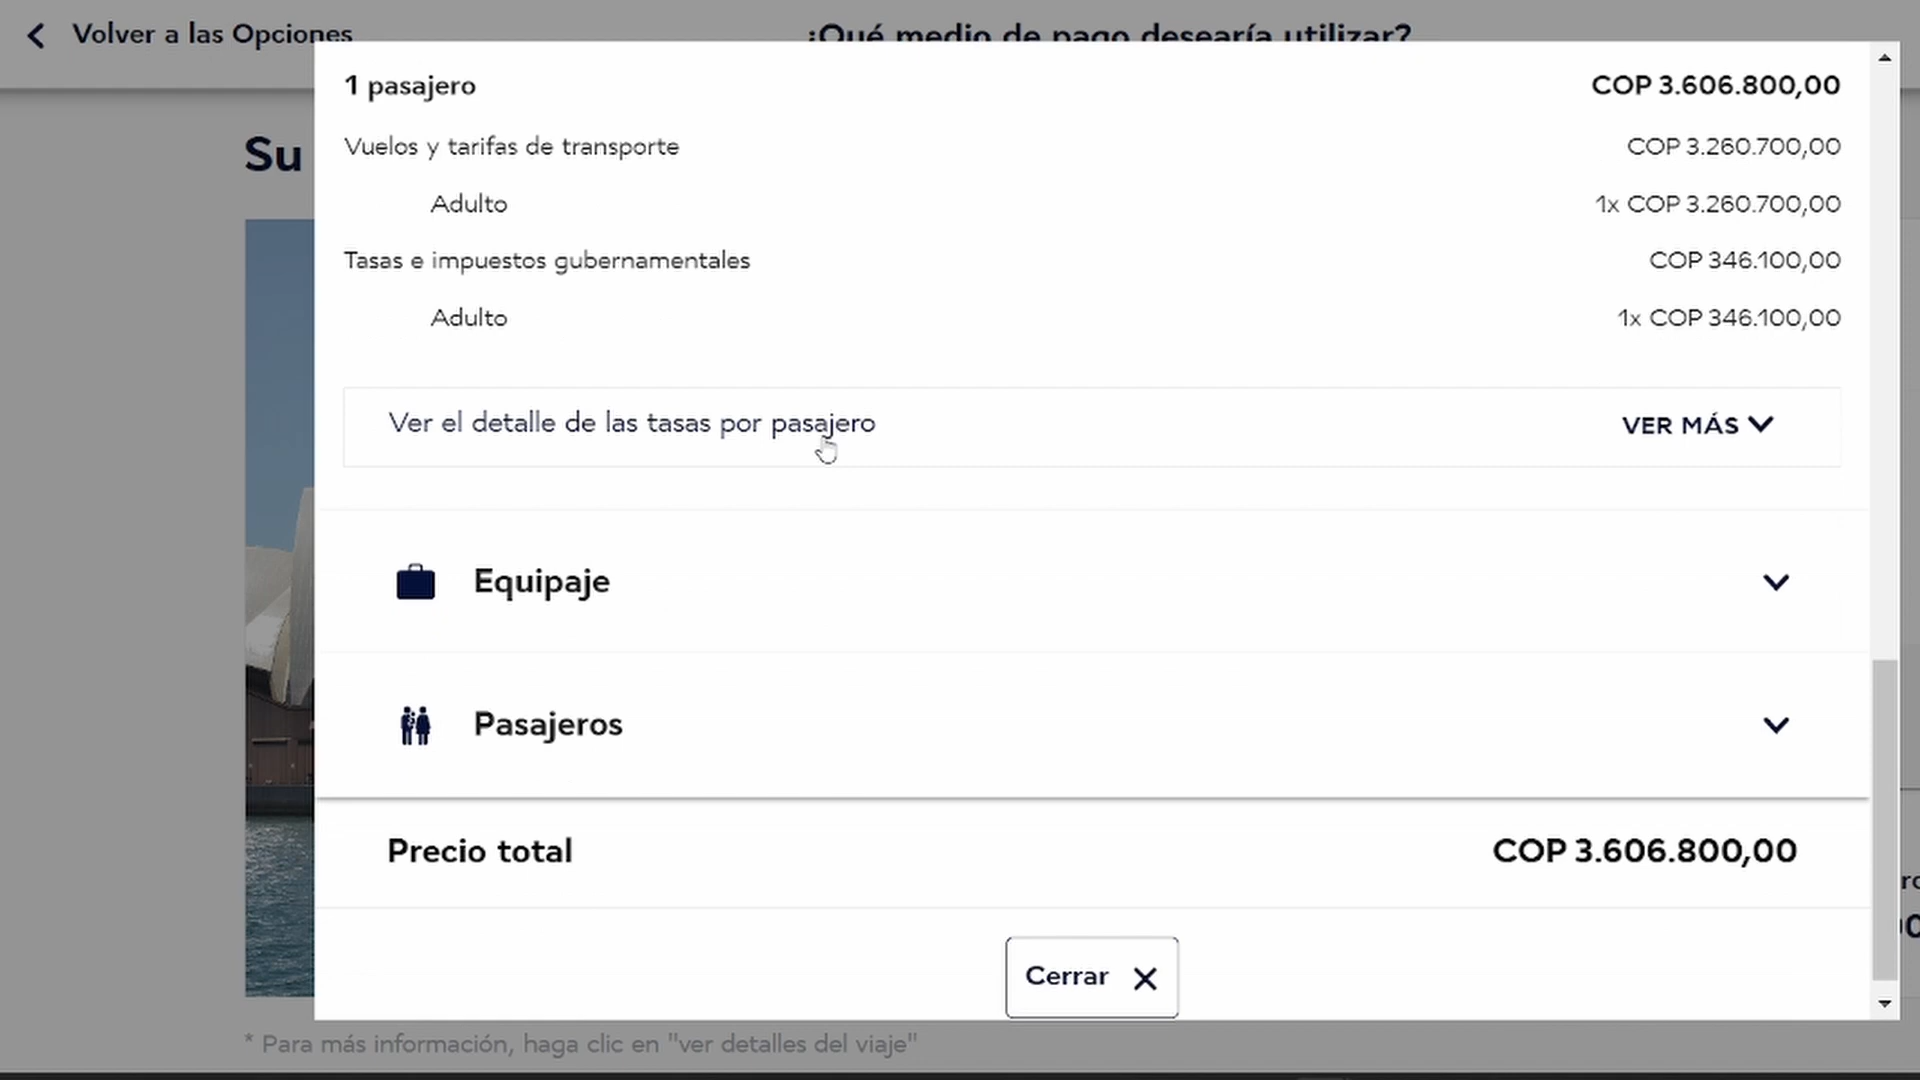 Volver a las Opciones
¿Qué medio de pago desearía utilizar?
Su
1 pasajero COP 3.606.800,00
Vuelos y tarifas de transporte COP 3.260.700,00
Adulto 1x COP 3.260.700,00
Tasas e impuestos gubernamentales COP 346.100,00
Adulto 1x COP 346.100,00
Ver el detalle de las tasas por pasajero VER MÁS
Equipaje
Pasajeros
Precio total COP 3.606.800,00
Cerrar
* Para más información, haga clic en "ver detalles del viaje"